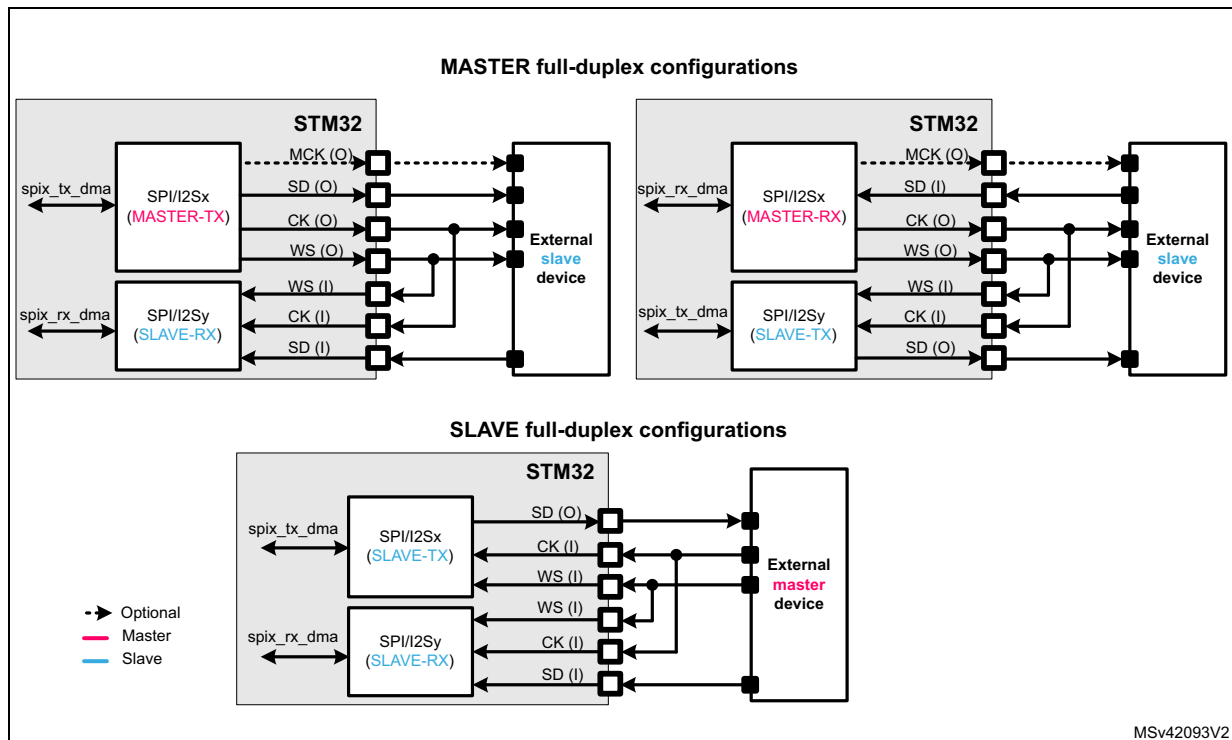 MASTER full-duplex configurations
STM32
MCK (O)
spix_tx_dma
SPI/I2Sx
(MASTER-TX)
SD (O)
CK (O)
WS (O)
External
slave
device
WS (I)
spix_rx_dma
SPI/I2Sy
(SLAVE-RX)
CK (I)
SD (I)
STM32
MCK (O)
spix_rx_dma
SPI/I2Sx
(MASTER-RX)
SD (I)
CK (O)
WS (O)
External
slave
device
WS (I)
spix_tx_dma
SPI/I2Sy
(SLAVE-TX)
CK (I)
SD (O)
SLAVE full-duplex configurations
STM32
SD (O)
spix_tx_dma
SPI/I2Sx
(SLAVE-TX)
CK (I)
WS (I)
External
master
device
WS (I)
spix_rx_dma
SPI/I2Sy
(SLAVE-RX)
CK (I)
SD (I)
Optional
Master
Slave
MSv42093V2